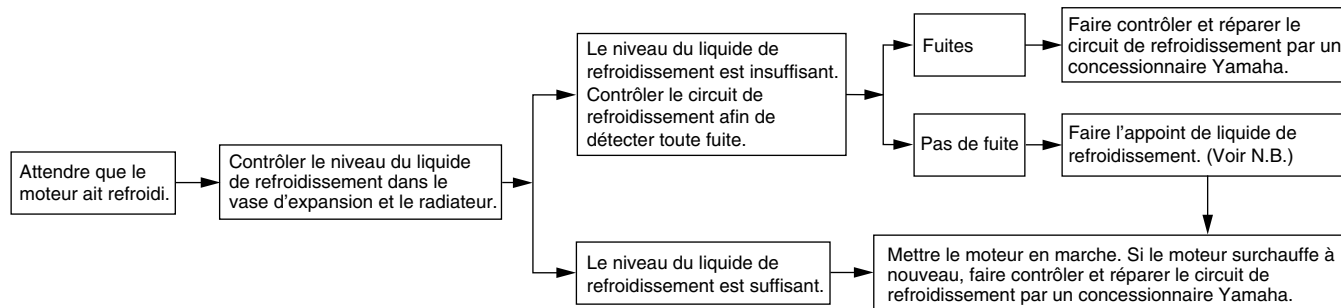 Attendre que le
moteur ait refroidi.
Contrôler le niveau du liquide
de refroidissement dans le
vase d’expansion et le radiateur.
Le niveau du liquide de
refroidissement est insuffisant.
Contrôler le circuit de
refroidissement afin de
détecter toute fuite.
Fuites
Faire contrôler et réparer le
circuit de refroidissement par un
concessionnaire Yamaha.
Pas de fuite
Faire l’appoint de liquide de
refroidissement. (Voir N.B.)
Le niveau du liquide de
refroidissement est suffisant.
Mettre le moteur en marche. Si le moteur surchauffe à
nouveau, faire contrôler et réparer le circuit de
refroidissement par un concessionnaire Yamaha.